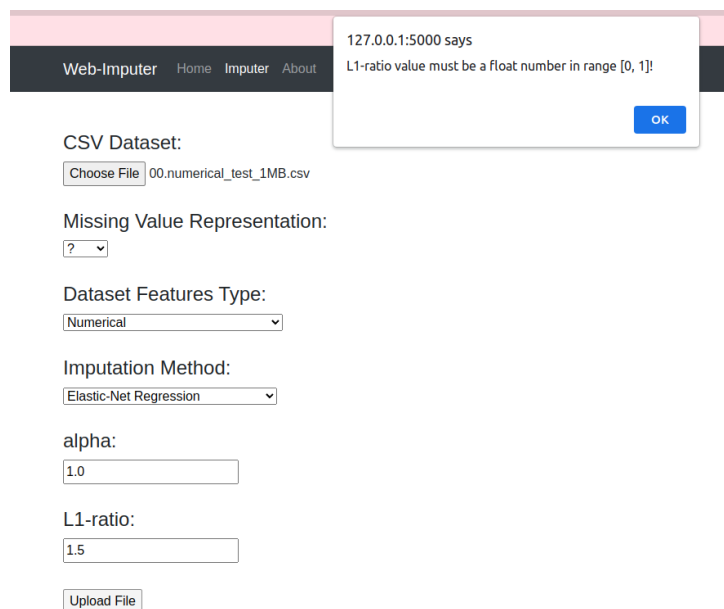 127.0.0.1:5000 says
L1-ratio value must be a float number in range [0, 1]!
OK
Web-Imputer Home Imputer About
CSV Dataset:
Choose File 00.numerical_test_1MB.csv
Missing Value Representation:
?
Dataset Features Type:
Numerical
Imputation Method:
Elastic-Net Regression
alpha:
1.0
L1-ratio:
1.5
Upload File